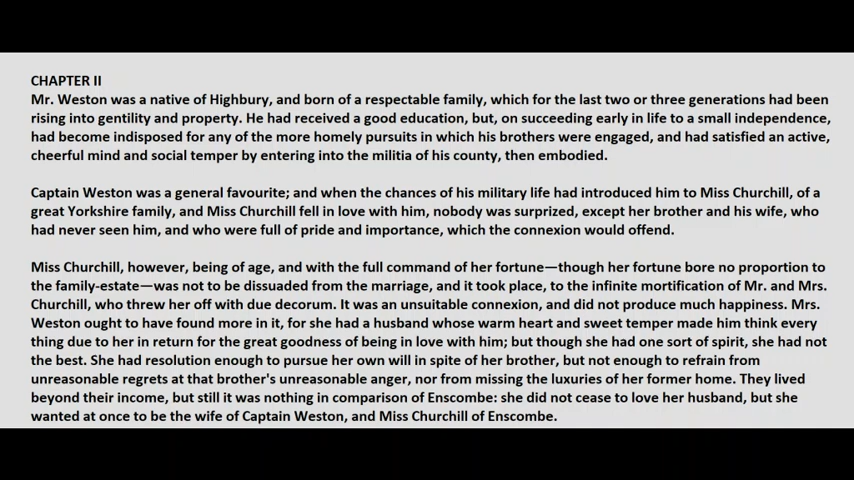 CHAPTER II
Mr. Weston was a native of Highbury, and born of a respectable family, which for the last two or three generations had been
rising into gentility and property. He had received a good education, but, on succeeding early in life to a small independence,
had become indisposed for any of the more homely pursuits in which his brothers were engaged, and had satisfied an active,
cheerful mind and social temper by entering into the militia of his county, then embodied.
Captain Weston was a general favourite; and when the chances of his military life had introduced him to Miss Churchill, of a
great Yorkshire family, and Miss Churchill fell in love with him, nobody was surprized, except her brother and his wife, who
had never seen him, and who were full of pride and importance, which the connexion would offend.
Miss Churchill, however, being of age, and with the full command of her fortune—though her fortune bore no proportion to
the family-estate—was not to be dissuaded from the marriage, and it took place, to the infinite mortification of Mr. and Mrs.
Churchill, who threw her off with due decorum. It was an unsuitable connexion, and did not produce much happiness. Mrs.
Weston ought to have found more in it, for she had a husband whose warm heart and sweet temper made him think every
thing due to her in return for the great goodness of being in love with him; but though she had one sort of spirit, she had not
the best. She had resolution enough to pursue her own will in spite of her brother, but not enough to refrain from
unreasonable regrets at that brother's unreasonable anger, nor from missing the luxuries of her former home. They lived
beyond their income, but still it was nothing in comparison of Enscombe: she did not cease to love her husband, but she
wanted at once to be the wife of Captain Weston, and Miss Churchill of Enscombe.